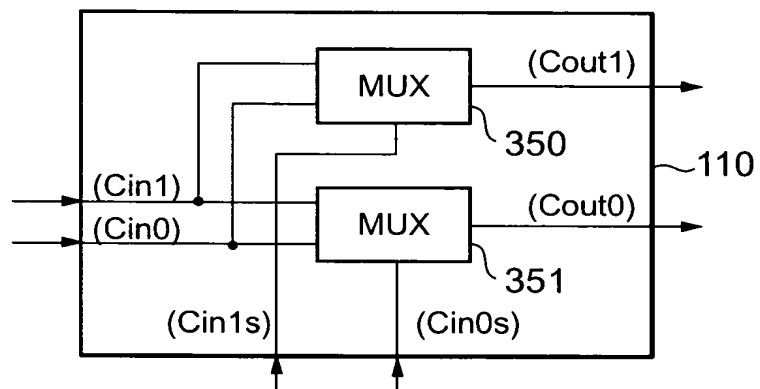 (Cout1)
MUX
350
110
(Cin1)
(Cout0)
MUX
(Cin0)
351
(Cin1s)
(Cin0s)